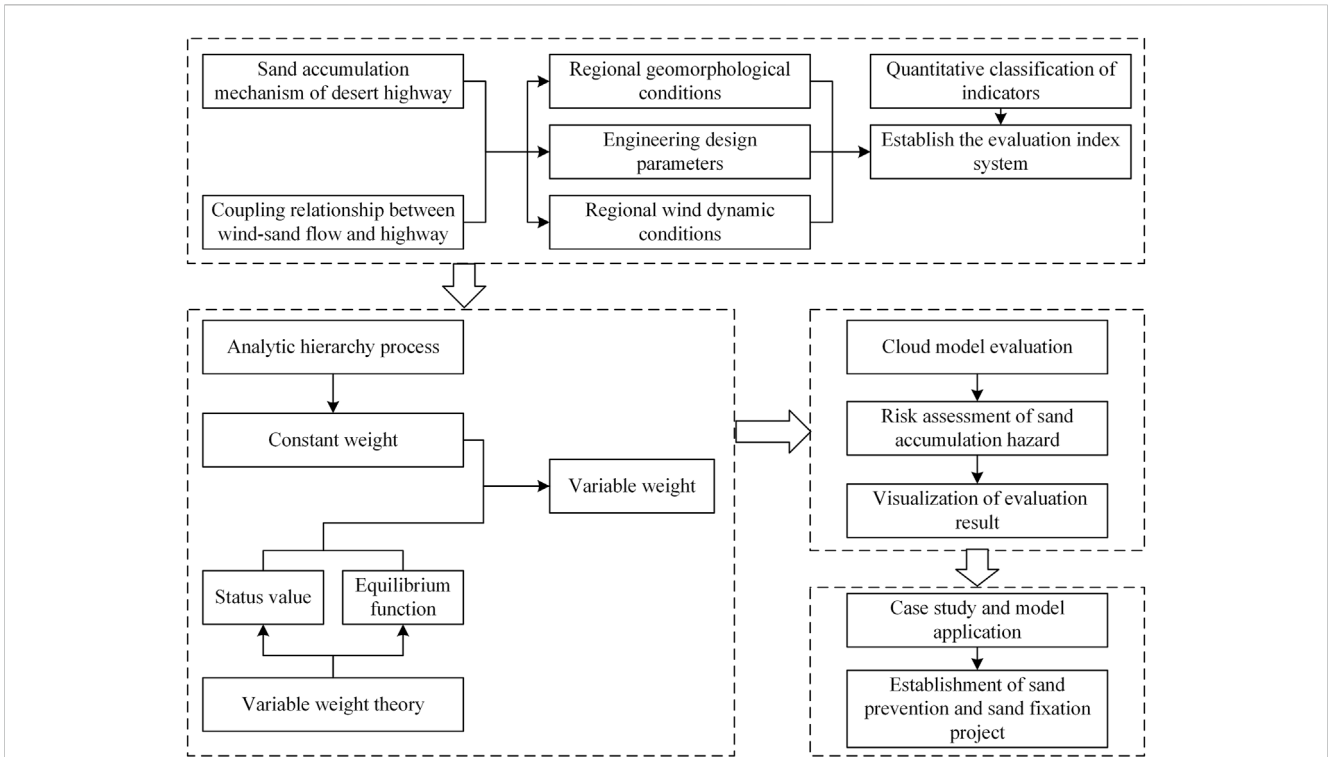 Sand accumulation
mechanism of desert highway
Regional geomorphological
conditions
Quantitative classification of
indicators
Engineering design
parameters
Establish the evaluation index
system
Coupling relationship between
wind-sand flow and highway
Regional wind dynamic
conditions
Analytic hierarchy process
Constant weight
Variable weight
Status value
Equilibrium
function
Variable weight theory
Cloud model evaluation
Risk assessment of sand
accumulation hazard
Visualization of evaluation
result
Case study and model
application
Establishment of sand
prevention and sand fixation
project